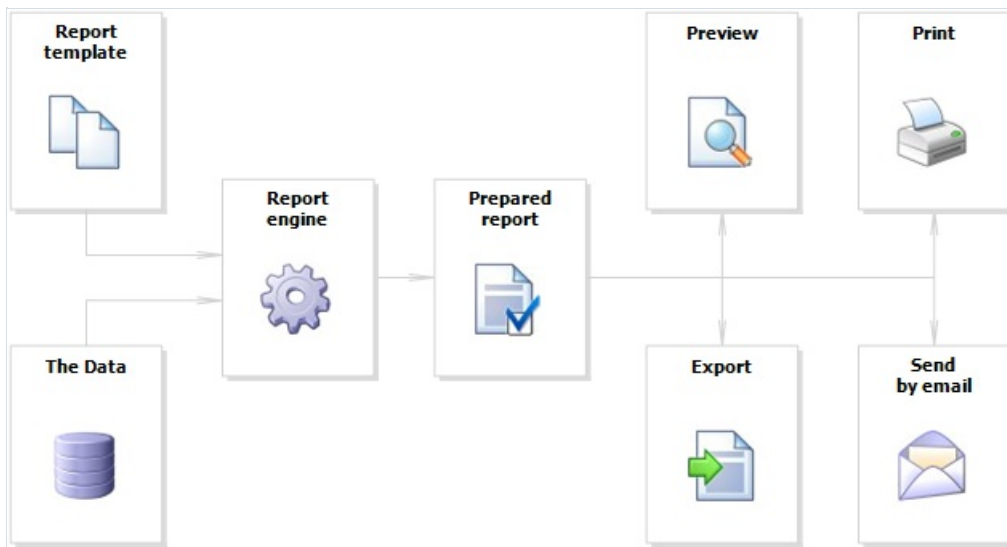 Report
template
Preview
Print
Report
engine
Prepared
report
The Data
Export
Send
by email